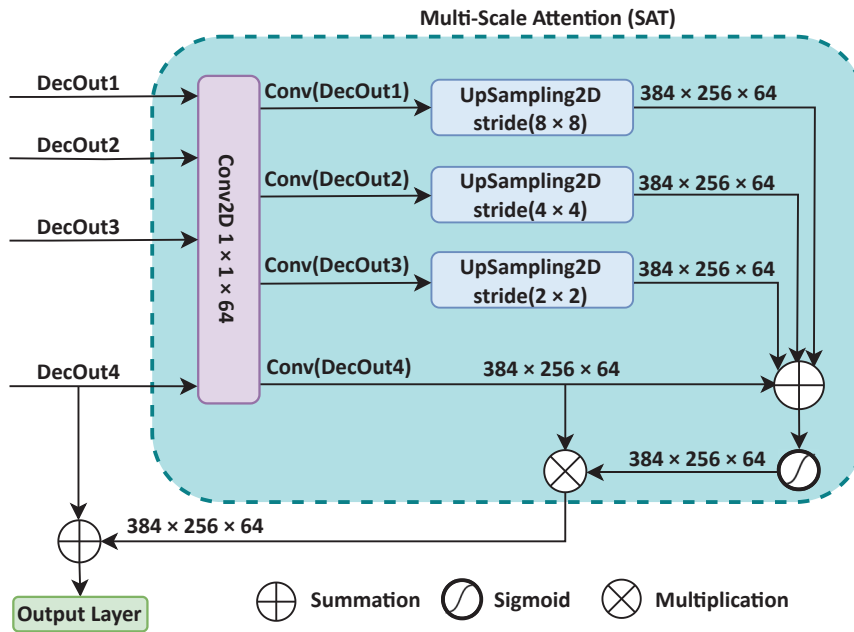 Multi-Scale Attention (SAT)
DecOut1
DecOut2
DecOut3
DecOut4
Conv2D 1 × 1 × 64
Conv(DecOut1)
UpSampling2D
stride(8 × 8)
384 × 256 × 64
Conv(DecOut2)
UpSampling2D
stride(4 × 4)
384 × 256 × 64
Conv(DecOut3)
UpSampling2D
stride(2 × 2)
384 × 256 × 64
Conv(DecOut4)
384 × 256 × 64
384 × 256 × 64
384 × 256 × 64
Output Layer
Summation
Sigmoid
Multiplication